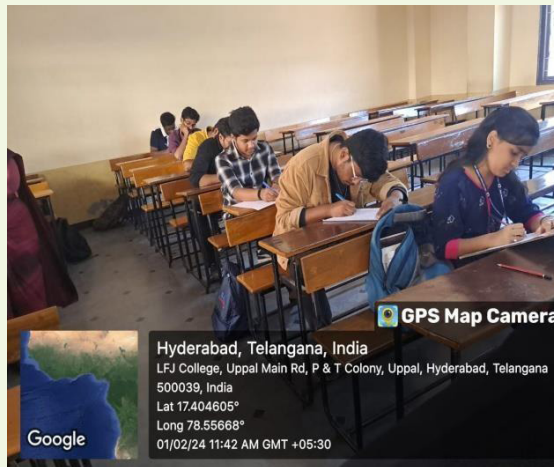 GPS Map Camera
Hyderabad, Telangana, India
LFJ College, Uppal Main Rd, P & T Colony, Uppal, Hyderabad, Telangana
500039, India
Lat 17.404605°
Long 78.55668°
01/02/24 11:42 AM GMT +05:30
Google